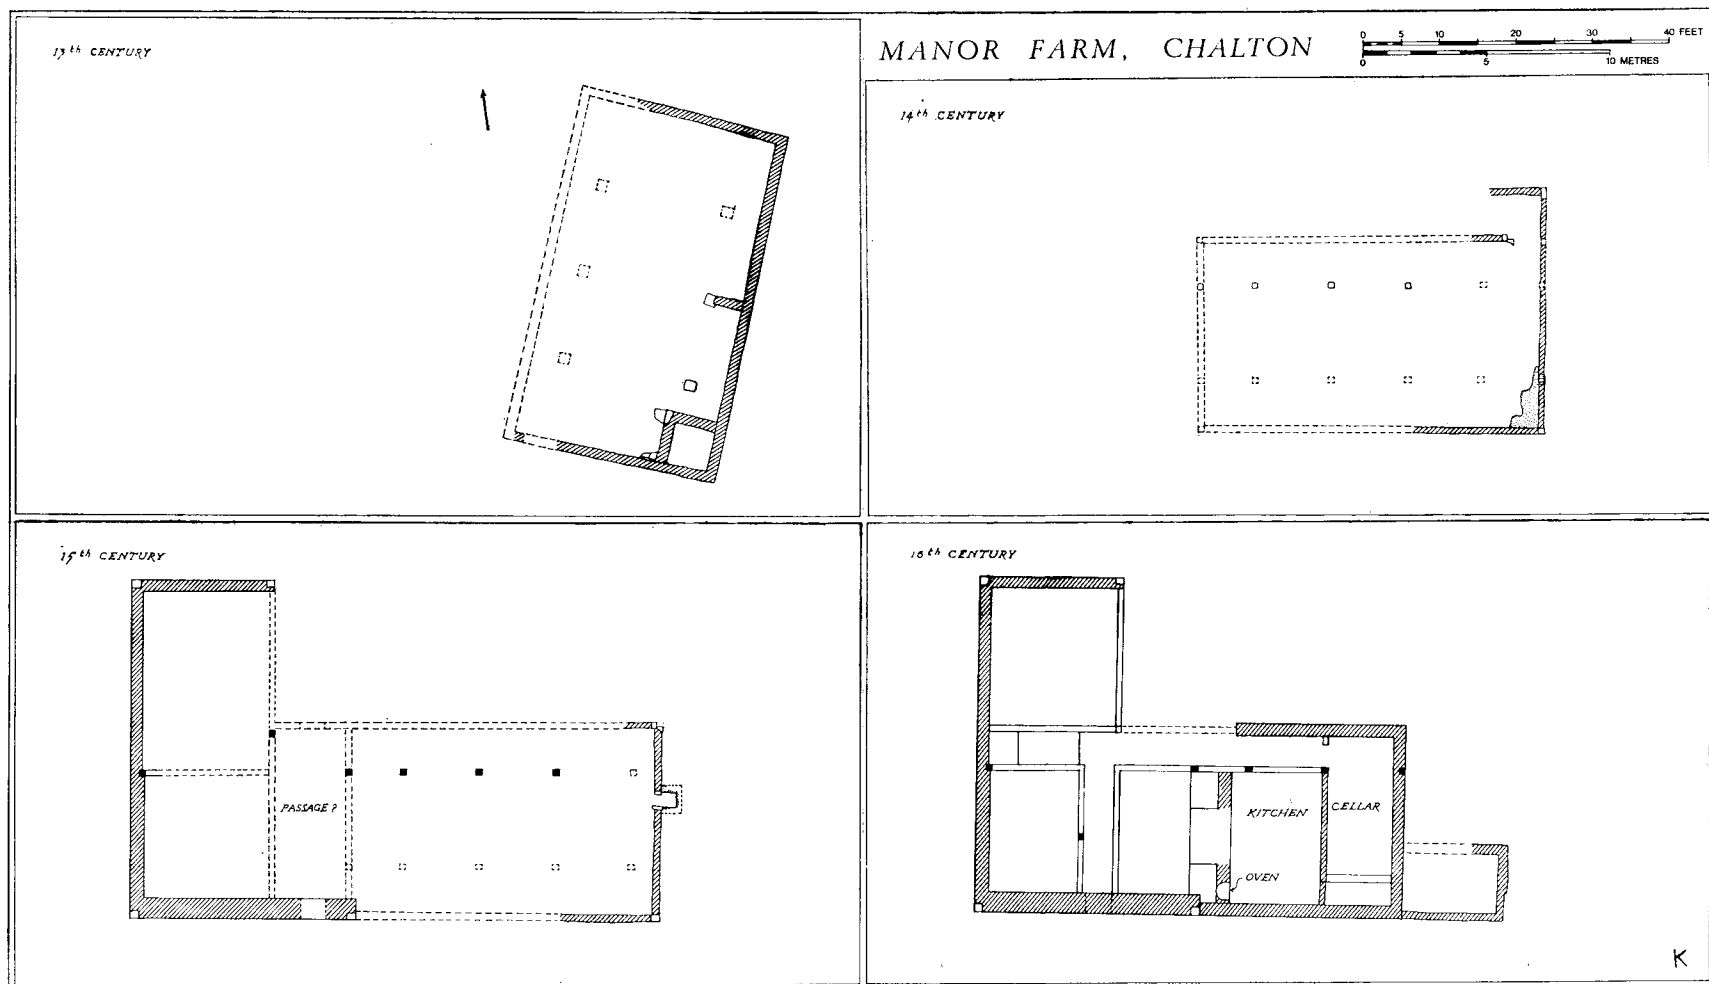 13th CENTURY
MANOR FARM, CHALTON
0 5 10 20 30 40 FEET
0 5 10 METRES
14th CENTURY
15th CENTURY
PASSAGE?
16th CENTURY
KITCHEN
CELLAR
OVEN
K